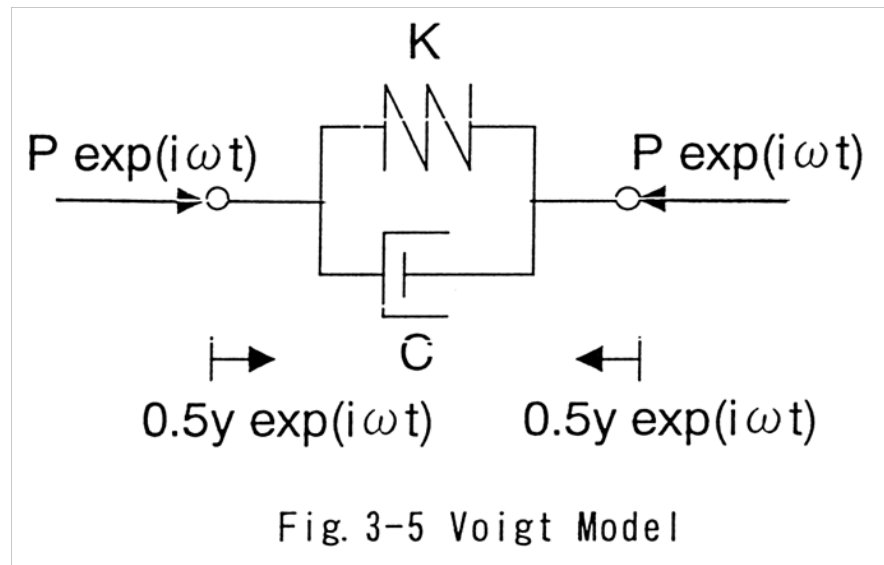 K
P exp(iωt)
P exp(iωt)
C
0.5y exp(iωt)
0.5y exp(iωt)
Fig. 3-5 Voigt Model